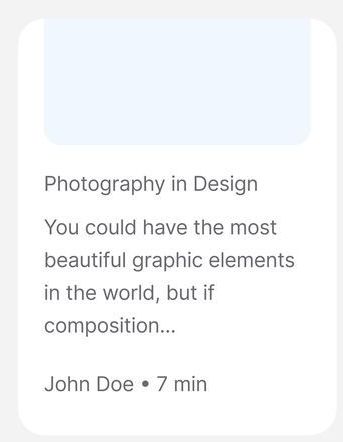 Photography in Design
You could have the most
beautiful graphic elements
in the world, but if
composition...
John Doe • 7 min